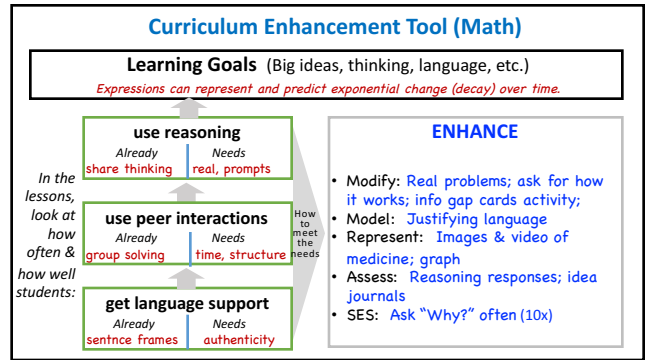 Curriculum Enhancement Tool (Math)
Learning Goals (Big ideas, thinking, language, etc.)
Expressions can represent and predict exponential change (decay) over time.
In the
lessons,
look at
how
often &
how well
students:
use reasoning
Already Needs
share thinking real, prompts
use peer interactions
Already Needs
group solving time, structure
get language support
Already Needs
sentnce frames authenticity
How
to
meet
the
needs
ENHANCE
• Modify: Real problems; ask for how
it works; info gap cards activity;
• Model: Justifying language
• Represent: Images & video of
medicine; graph
• Assess: Reasoning responses; idea
journals
• SES: Ask “Why?” often (10x)